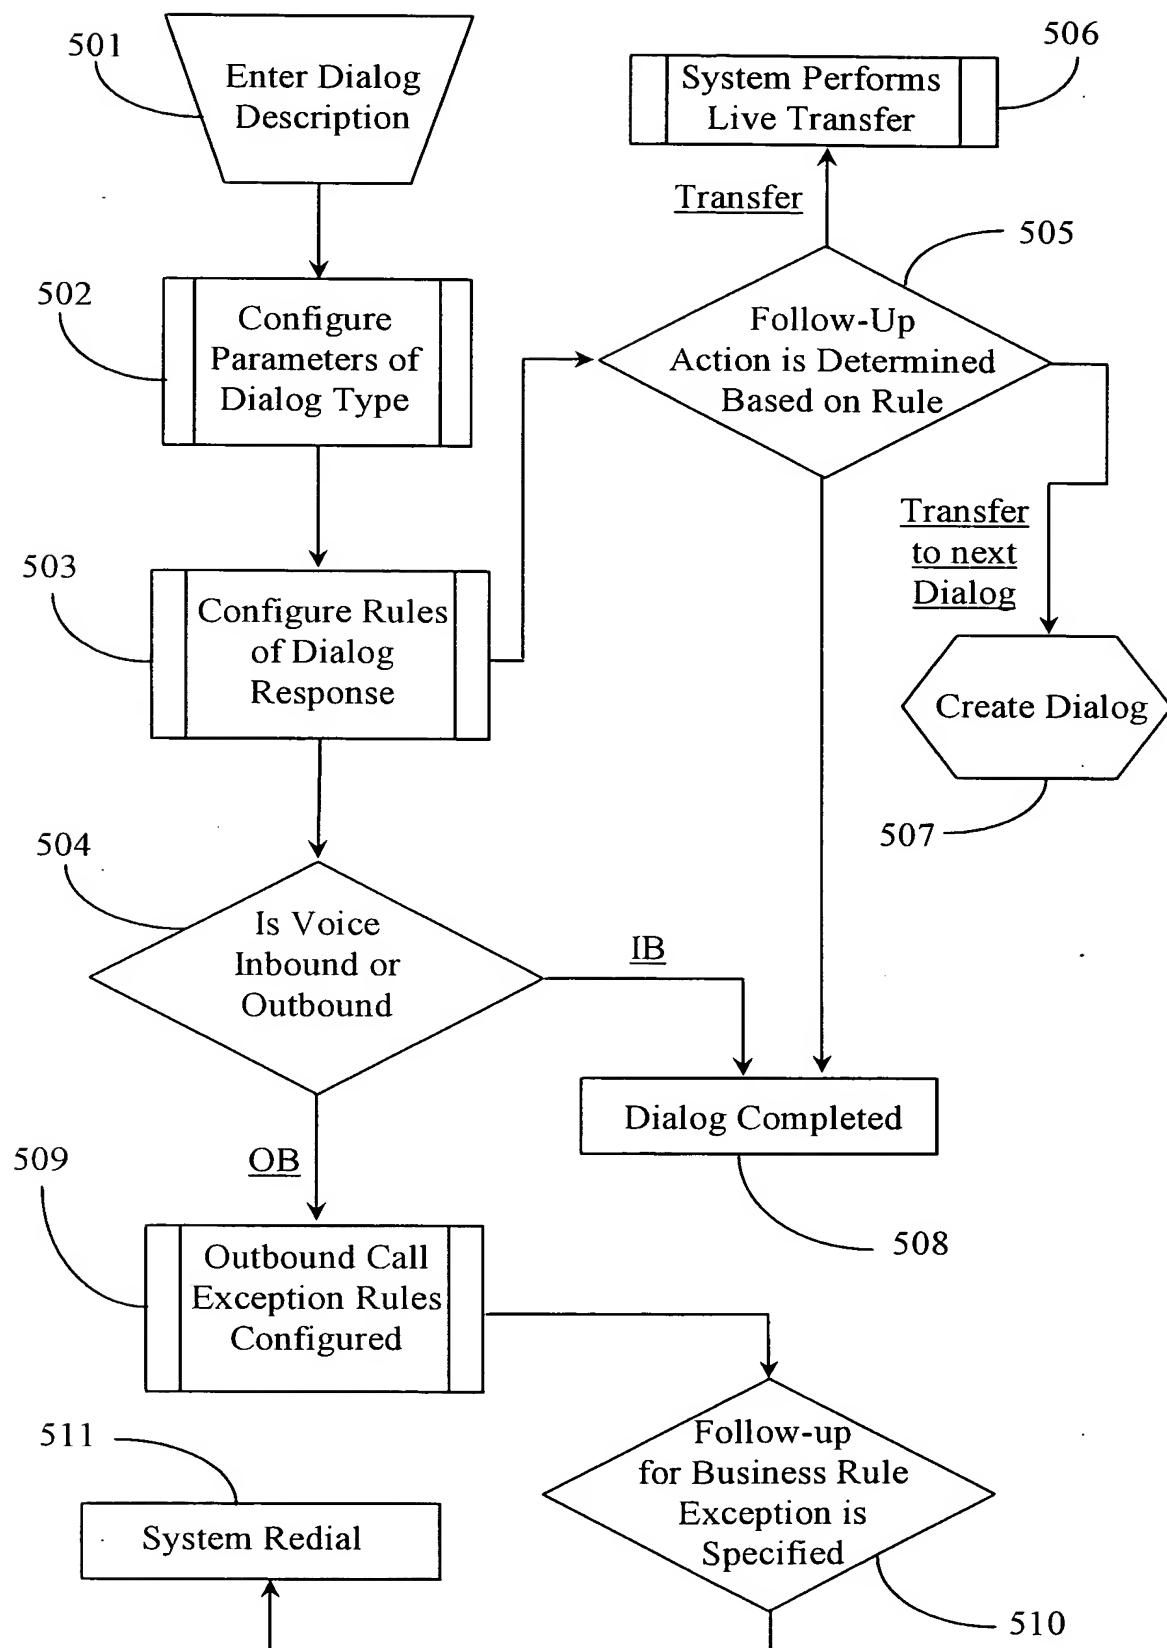 501
Enter Dialog
Description
506
System Performs
Live Transfer
Transfer
505
502
Configure
Parameters of
Dialog Type
Follow-Up
Action is Determined
Based on Rule
Transfer
to next
Dialog
503
Configure Rules
of Dialog
Response
Create Dialog
507
504
Is Voice
Inbound or
Outbound
IB
Dialog Completed
508
OB
509
Outbound Call
Exception Rules
Configured
511
System Redial
Follow-up
for Business Rule
Exception is
Specified
510